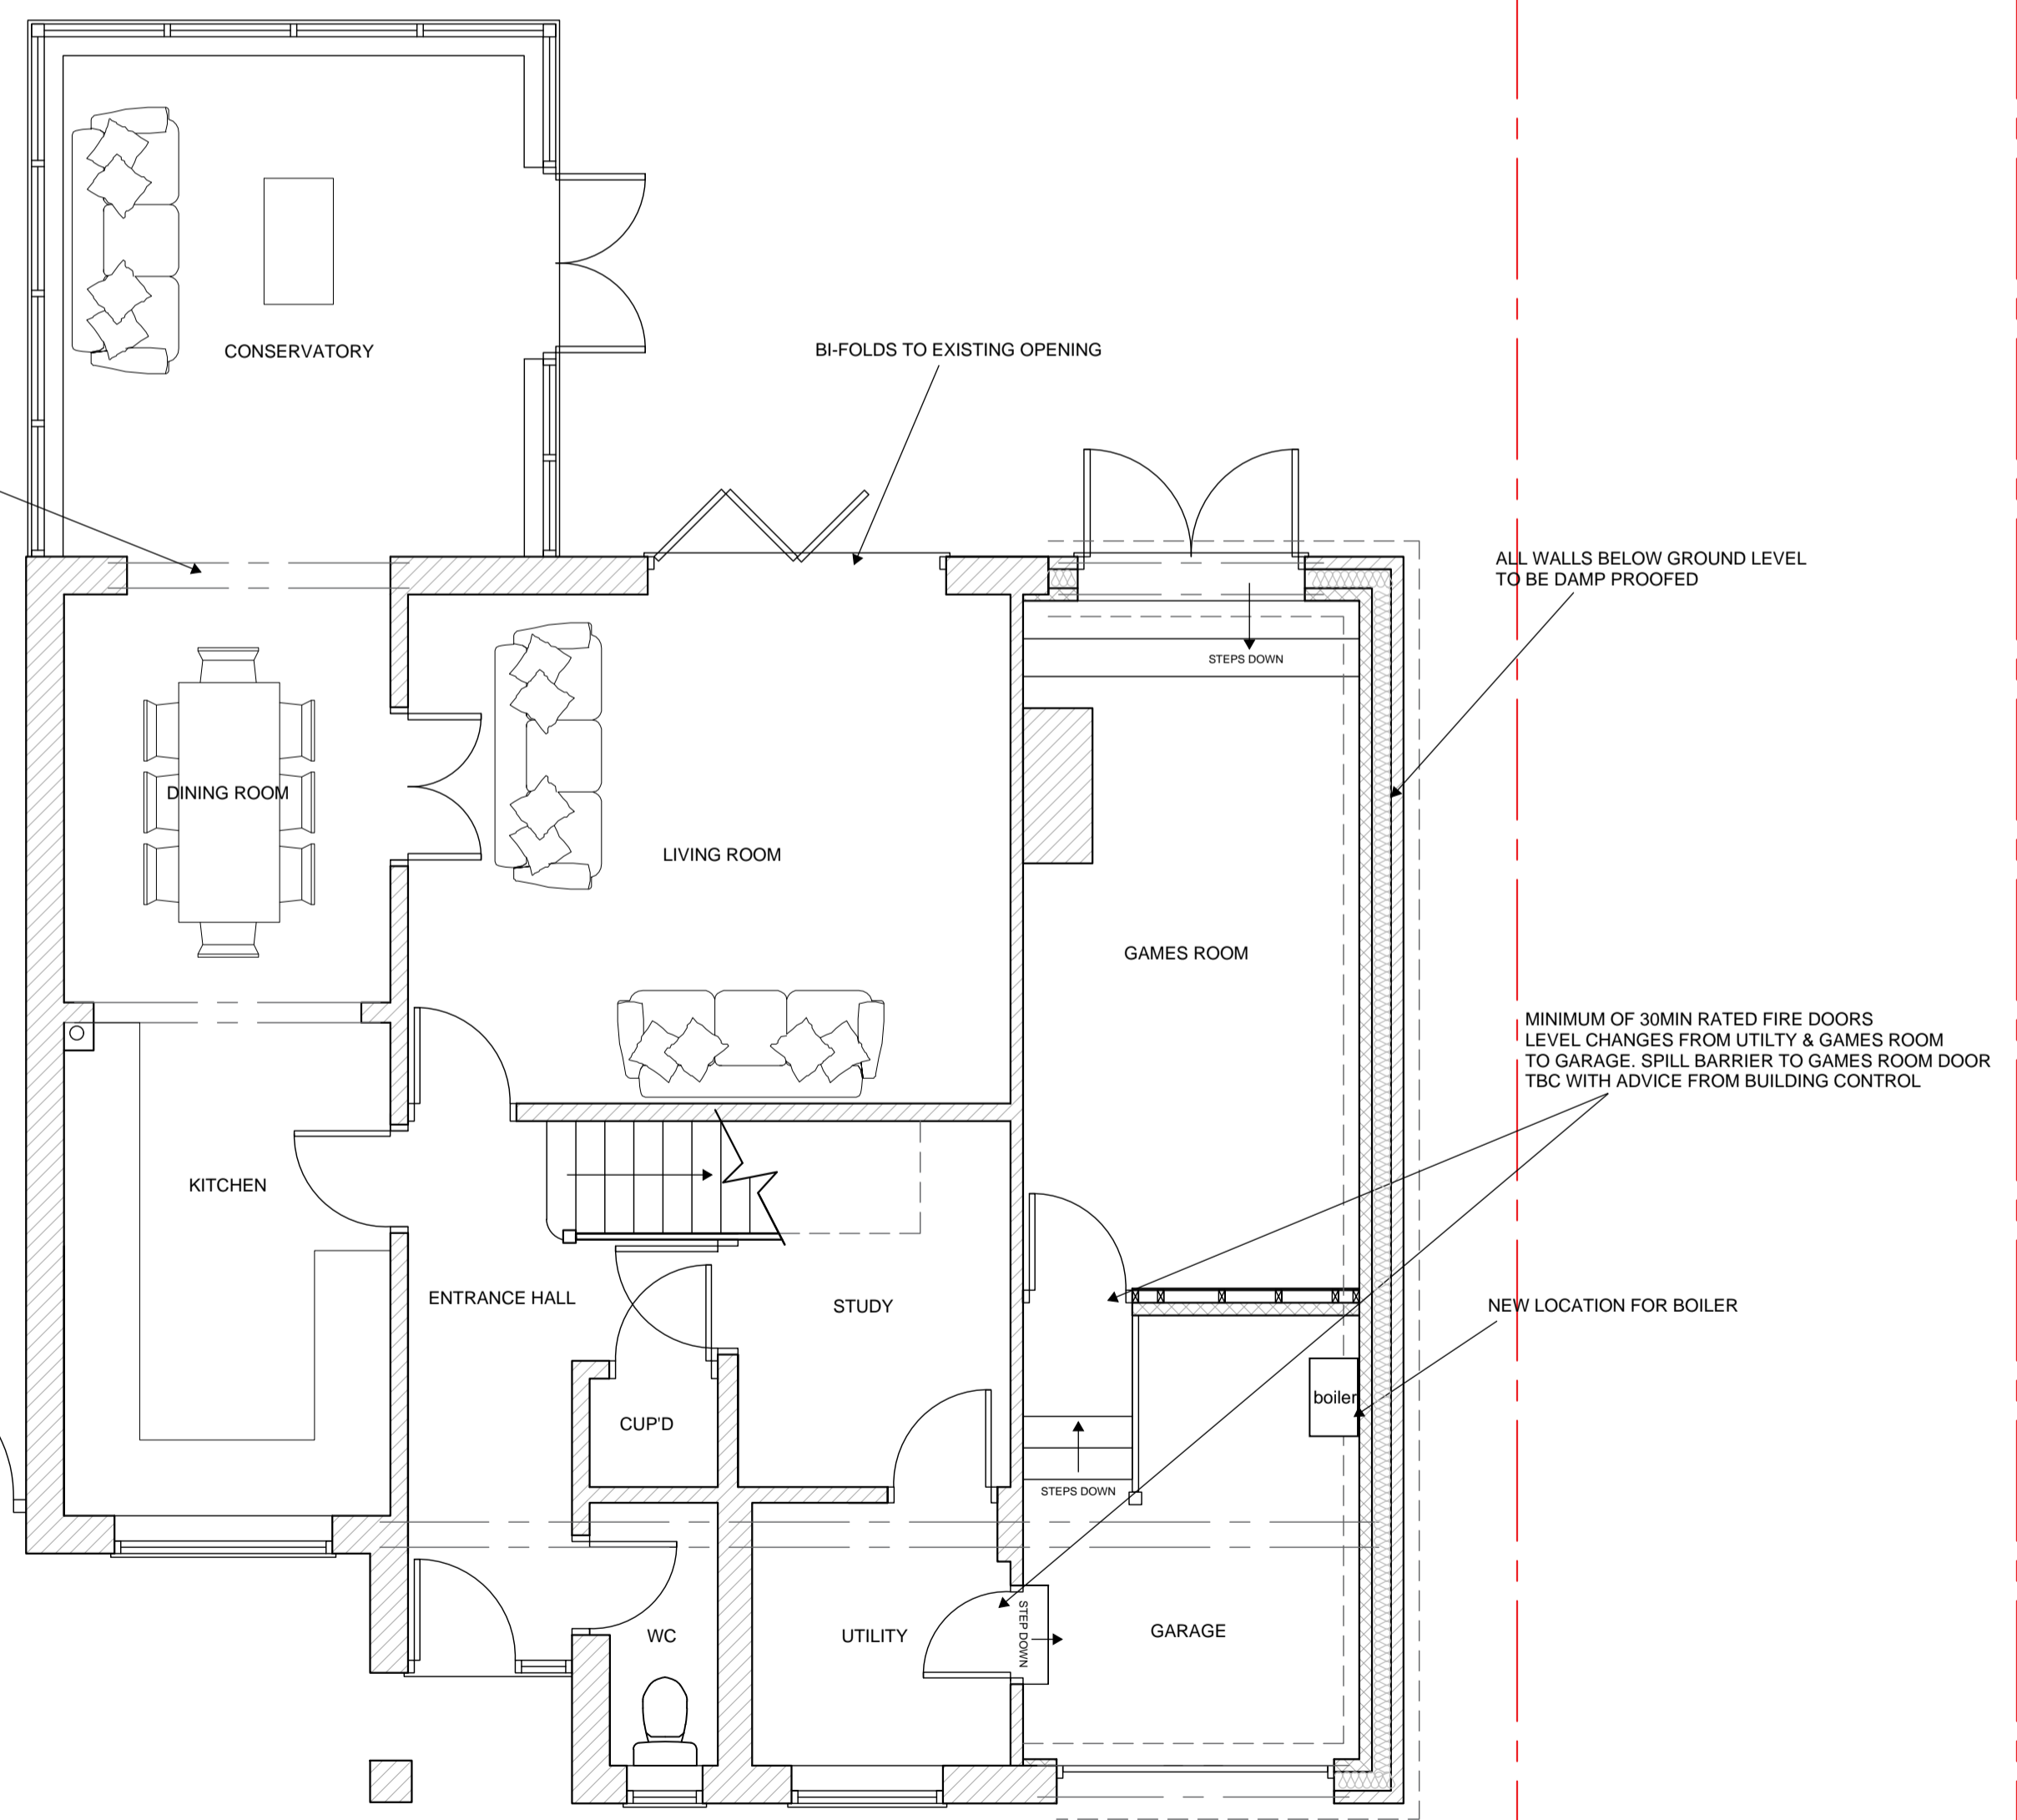 CONSERVATORY
BI-FOLDS TO EXISTING OPENING
ALL WALLS BELOW GROUND LEVEL
TO BE DAMP PROOFED
STEPS DOWN
DINING ROOM
LIVING ROOM
GAMES ROOM
MINIMUM OF 30MIN RATED FIRE DOORS
LEVEL CHANGES FROM UTILTY & GAMES ROOM
TO GARAGE. SPILL BARRIER TO GAMES ROOM DOOR
TBC WITH ADVICE FROM BUILDING CONTROL
KITCHEN
ENTRANCE HALL
STUDY
NEW LOCATION FOR BOILER
boiler
CUP'D
STEPS DOWN
WC
UTILITY
STEP DOWN
GARAGE